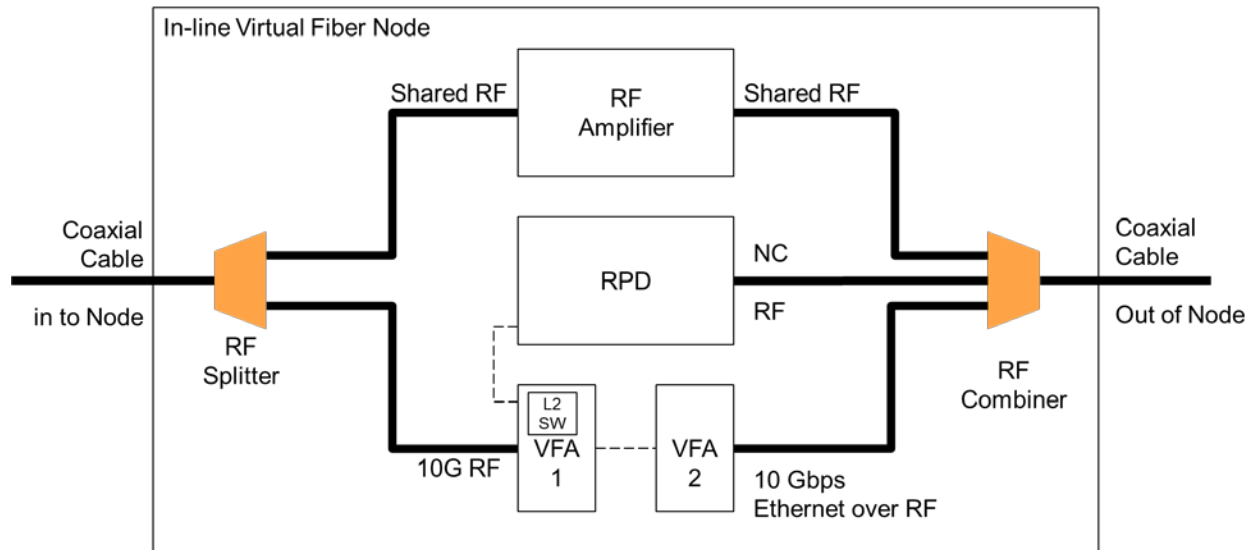 In-line Virtual Fiber Node
Shared RF
RF
Amplifier
Shared RF
Coaxial
Cable
in to Node
RF
Splitter
RPD
NC
RF
Coaxial
Cable
Out of Node
RF
Combiner
L2
SW
VFA
1
VFA
2
10G RF
10 Gbps
Ethernet over RF